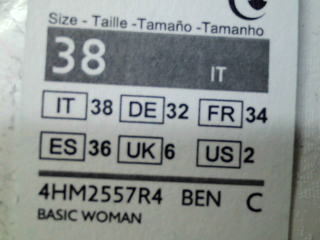 Size - Taille - Tamaño - Tamanho
38 IT
IT 38 DE 32 FR 34
ES 36 UK 6 US 2
4HM2557R4 BEN C
BASIC WOMAN